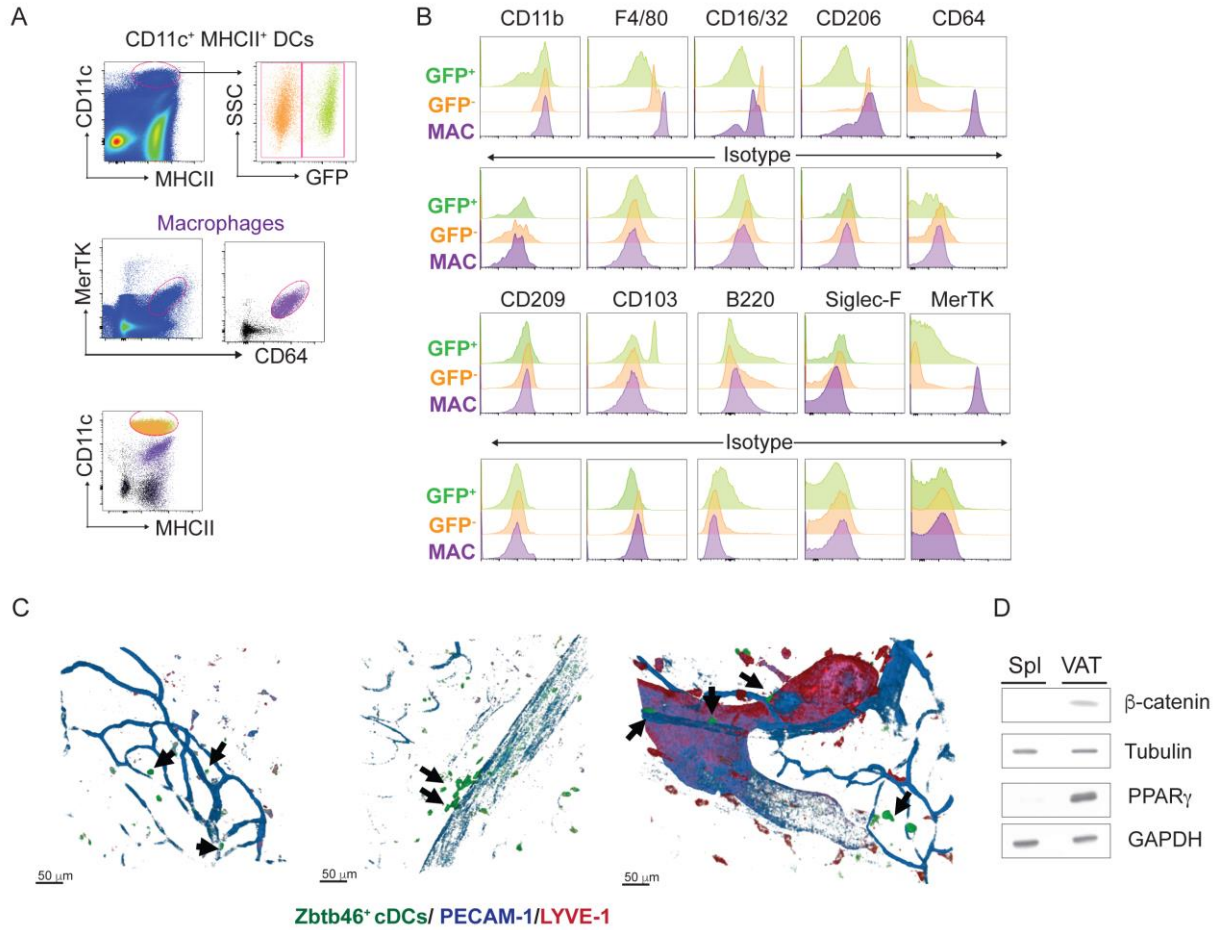 A
CD11c⁺ MHCII⁺ DCs
CD11c
MHCII
SSC
GFP
Macrophages
MerTK
CD64
CD11c
MHCII
B
CD11b F4/80 CD16/32 CD206 CD64
GFP⁺
GFP⁻
MAC
Isotype
GFP⁺
GFP⁻
MAC
CD209 CD103 B220 Siglec-F MerTK
GFP⁺
GFP⁻
MAC
Isotype
GFP⁺
GFP⁻
MAC
C
50 µm
50 µm
50 µm
Zbtb46⁺ cDCs/ PECAM-1/LYVE-1
D
Spl VAT
β-catenin
Tubulin
PPARγ
GAPDH